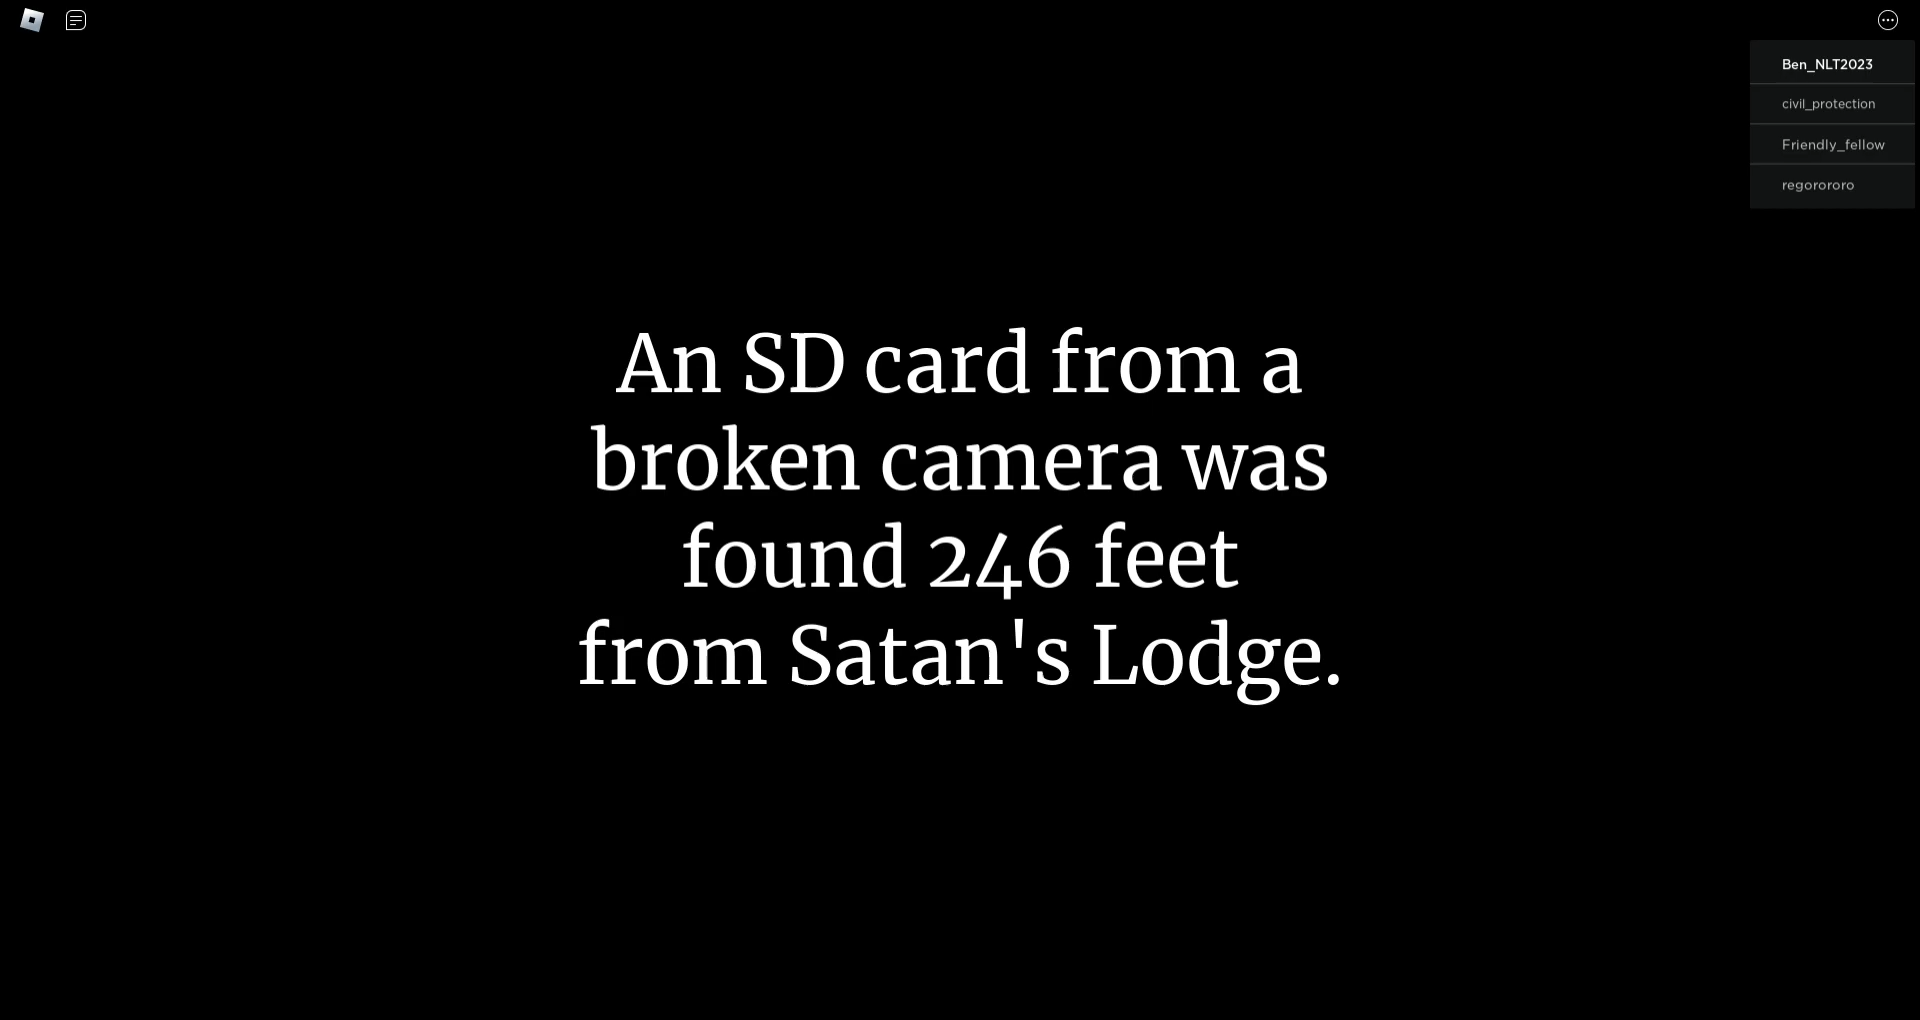 Ben_NLT2023
civil_protection
Friendly_fellow
regorororo
An SD card from a
broken camera was
found 246 feet
from Satan's Lodge.